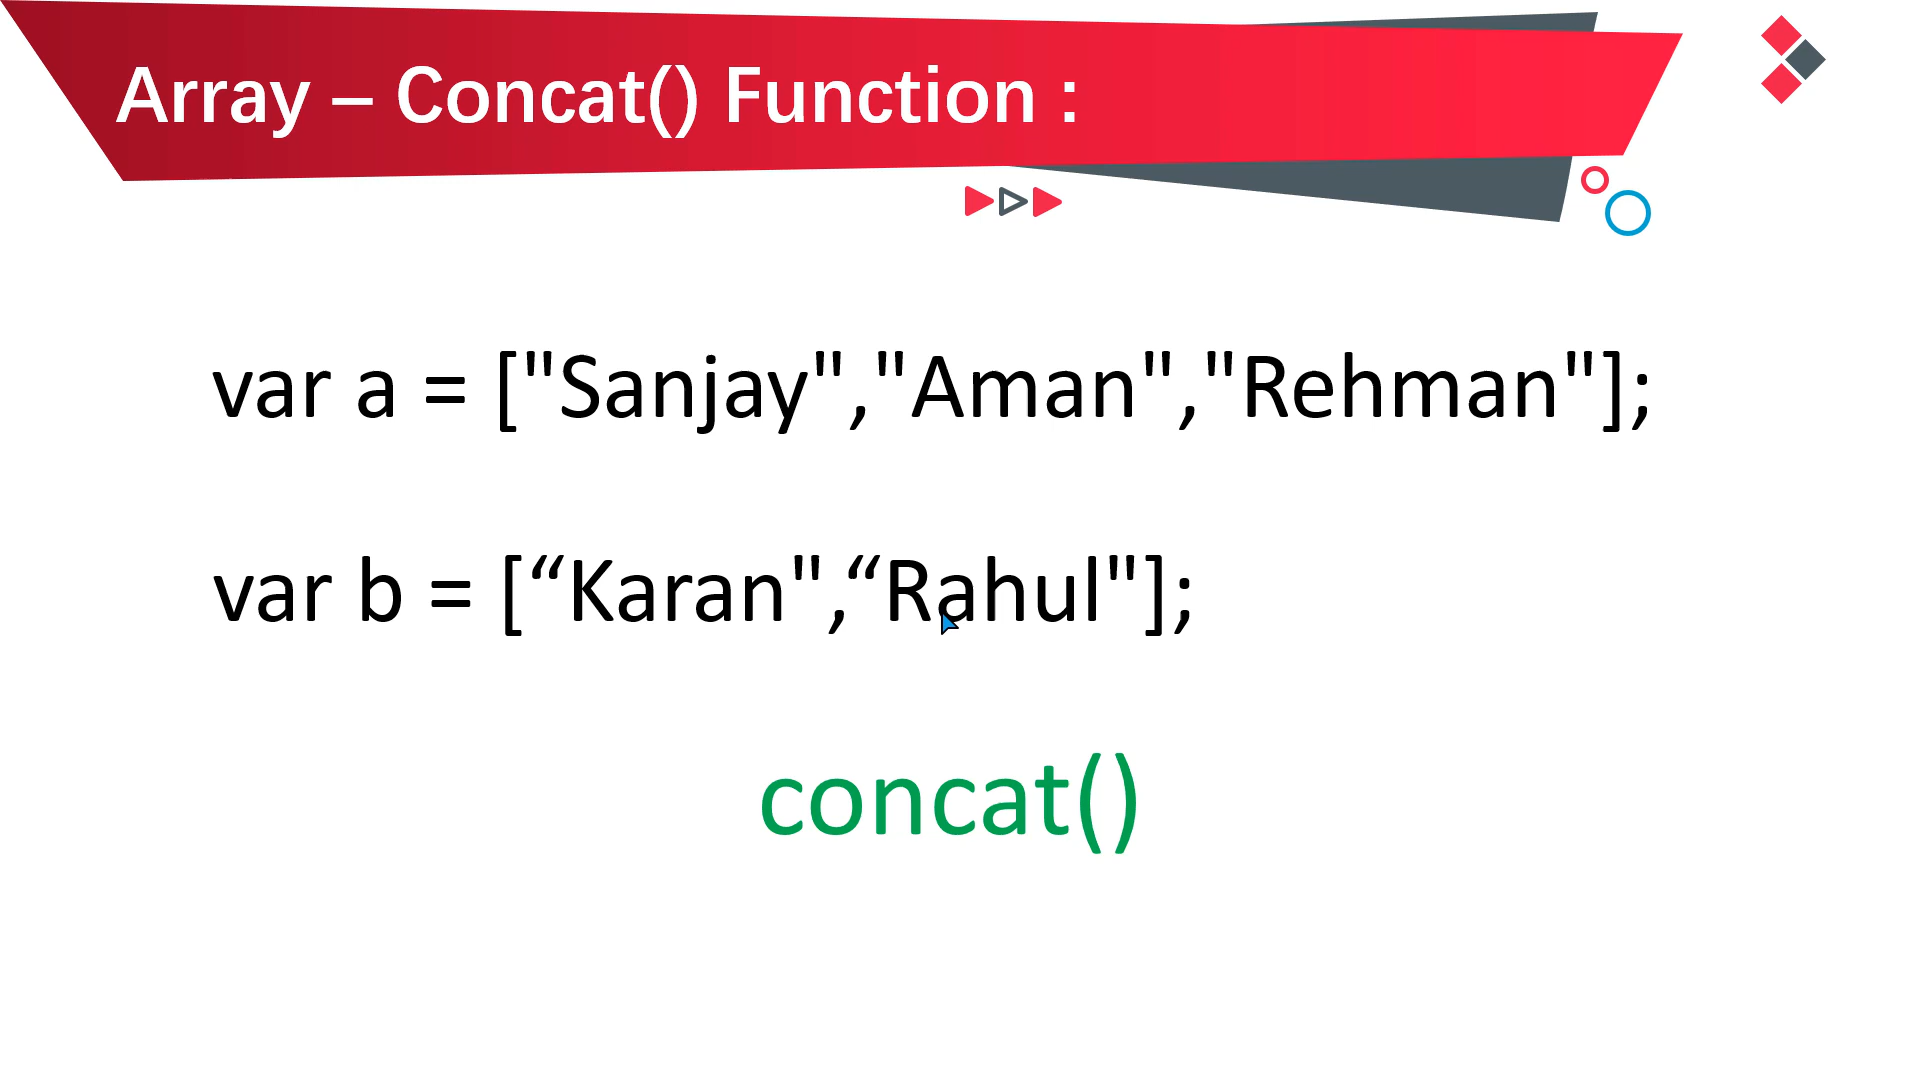 Array – Concat() Function :
var a = ["Sanjay","Aman","Rehman"];
var b = [“Karan",“Rahul"];
concat()